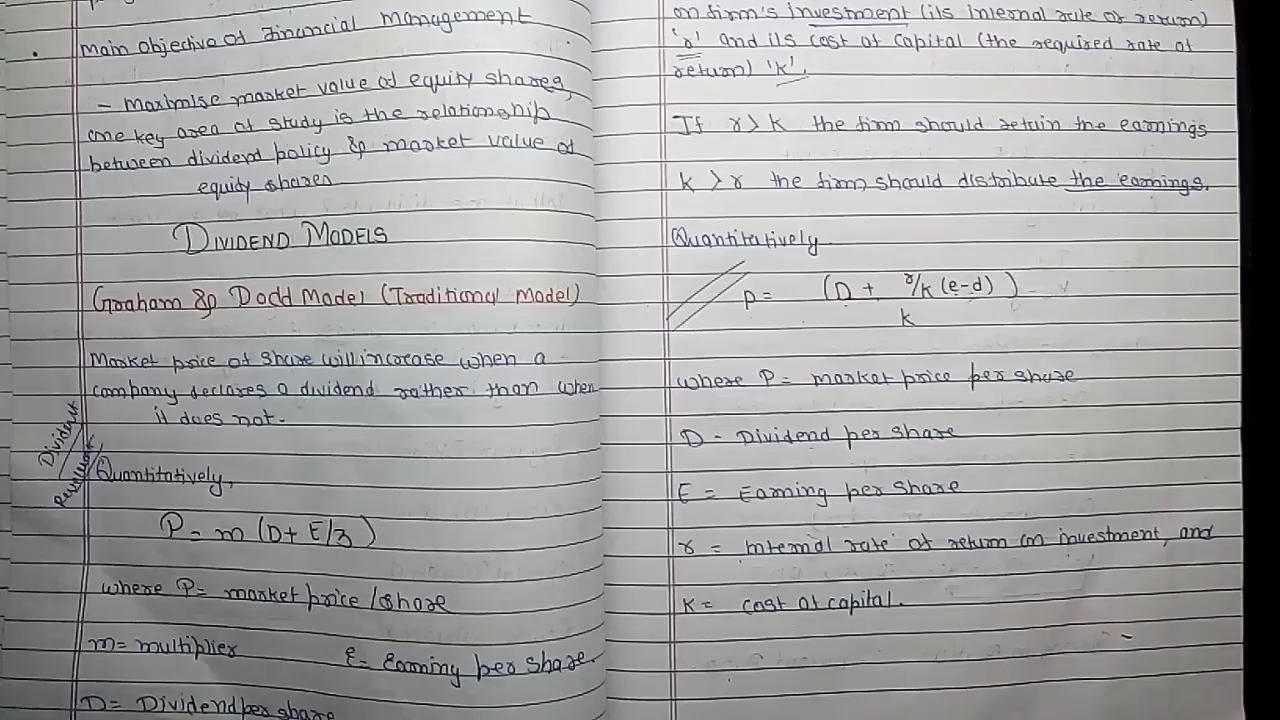 Main Objective of Financial Management
- Maximise market value of equity shares,
one key area of study is the relationship
between dividend policy & market value of
equity shares
DIVIDEND MODELS
Graham & Dodd Model (Traditional Model)
Market price of share will increase when a
company declares a dividend rather than when
it does not.
Dividend
Quantitatively,
P = m (D + E/3)
where P = market price / share
m = multiplier E = Earning per share.
D = Dividend per share
on firm's investment (its internal rate of return)
'r' and its cost of capital (the required rate of
return) 'k'.
If r > k the firm should retain the earnings
k > r the firm should distribute the earnings.
Quantitatively
P = (D + r/k (e-d))
k
where P = market price per share
D - Dividend per share
E = Earning per share
r = Internal rate of return on investment, and
K = cost of capital.